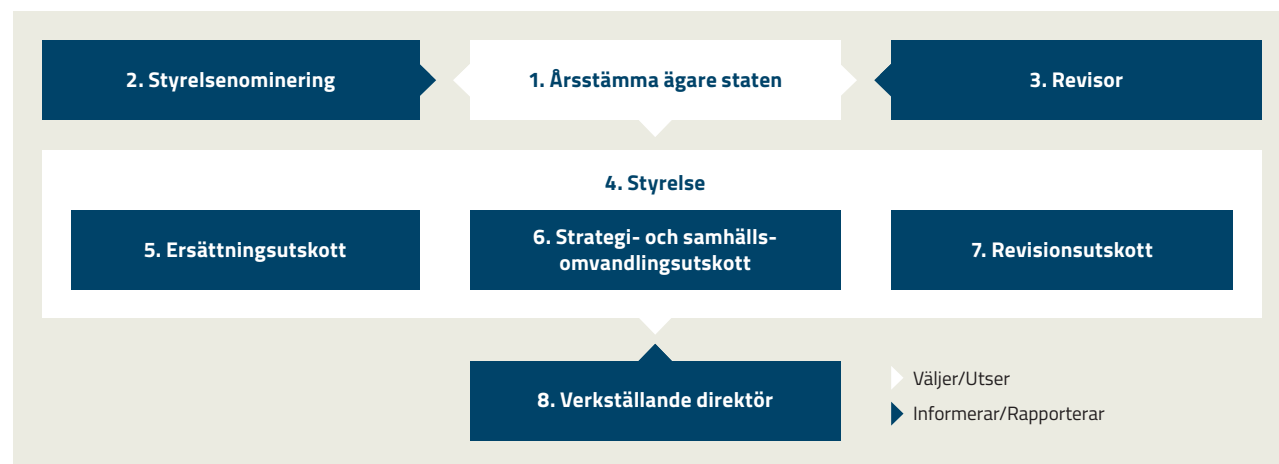 2. Styrelsenominering
1. Årsstämma ägare staten
3. Revisor
4. Styrelse
5. Ersättningsutskott
6. Strategi- och samhälls-
omvandlingsutskott
7. Revisionsutskott
8. Verkställande direktör
Väljer/Utser
Informerar/Rapporterar